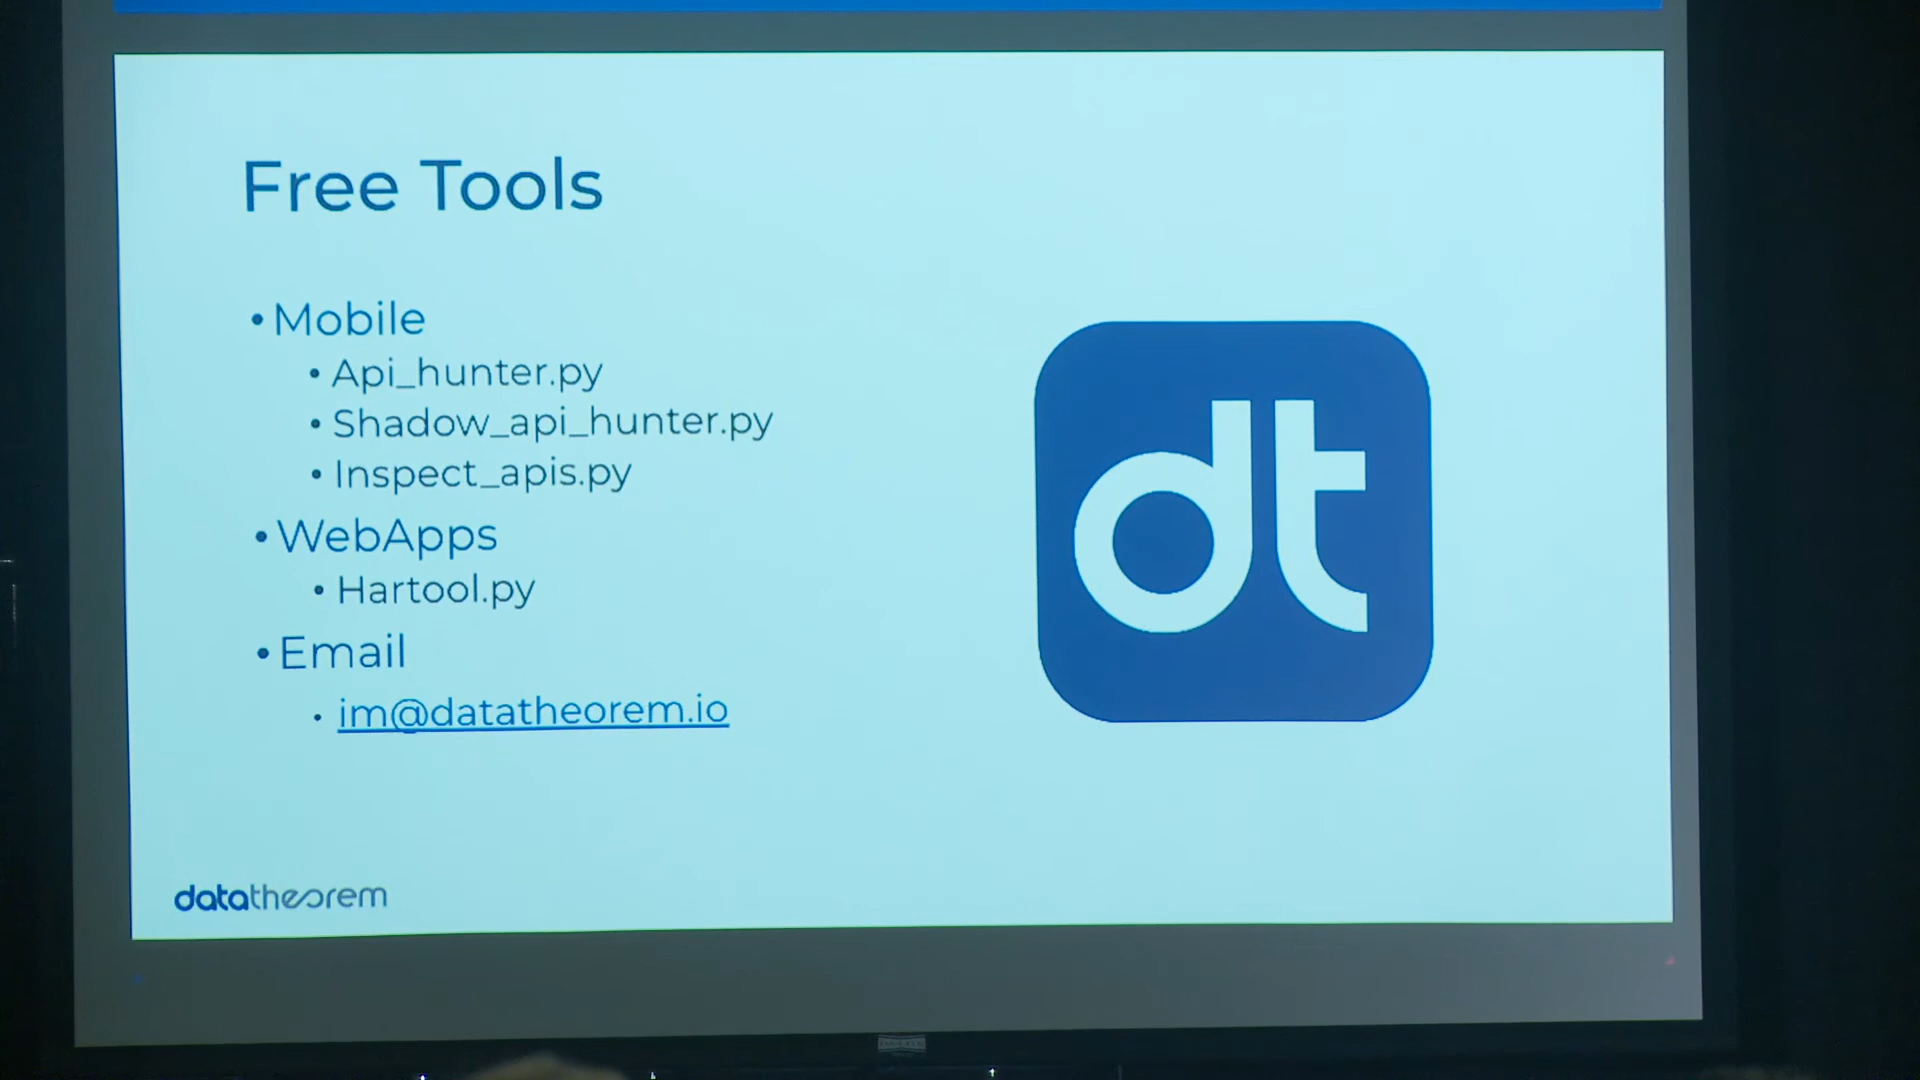 Free Tools
• Mobile
• Api_hunter.py
• Shadow_api_hunter.py
• Inspect_apis.py
• WebApps
• Hartool.py
• Email
• im@datatheorem.io
dt
datatheorem